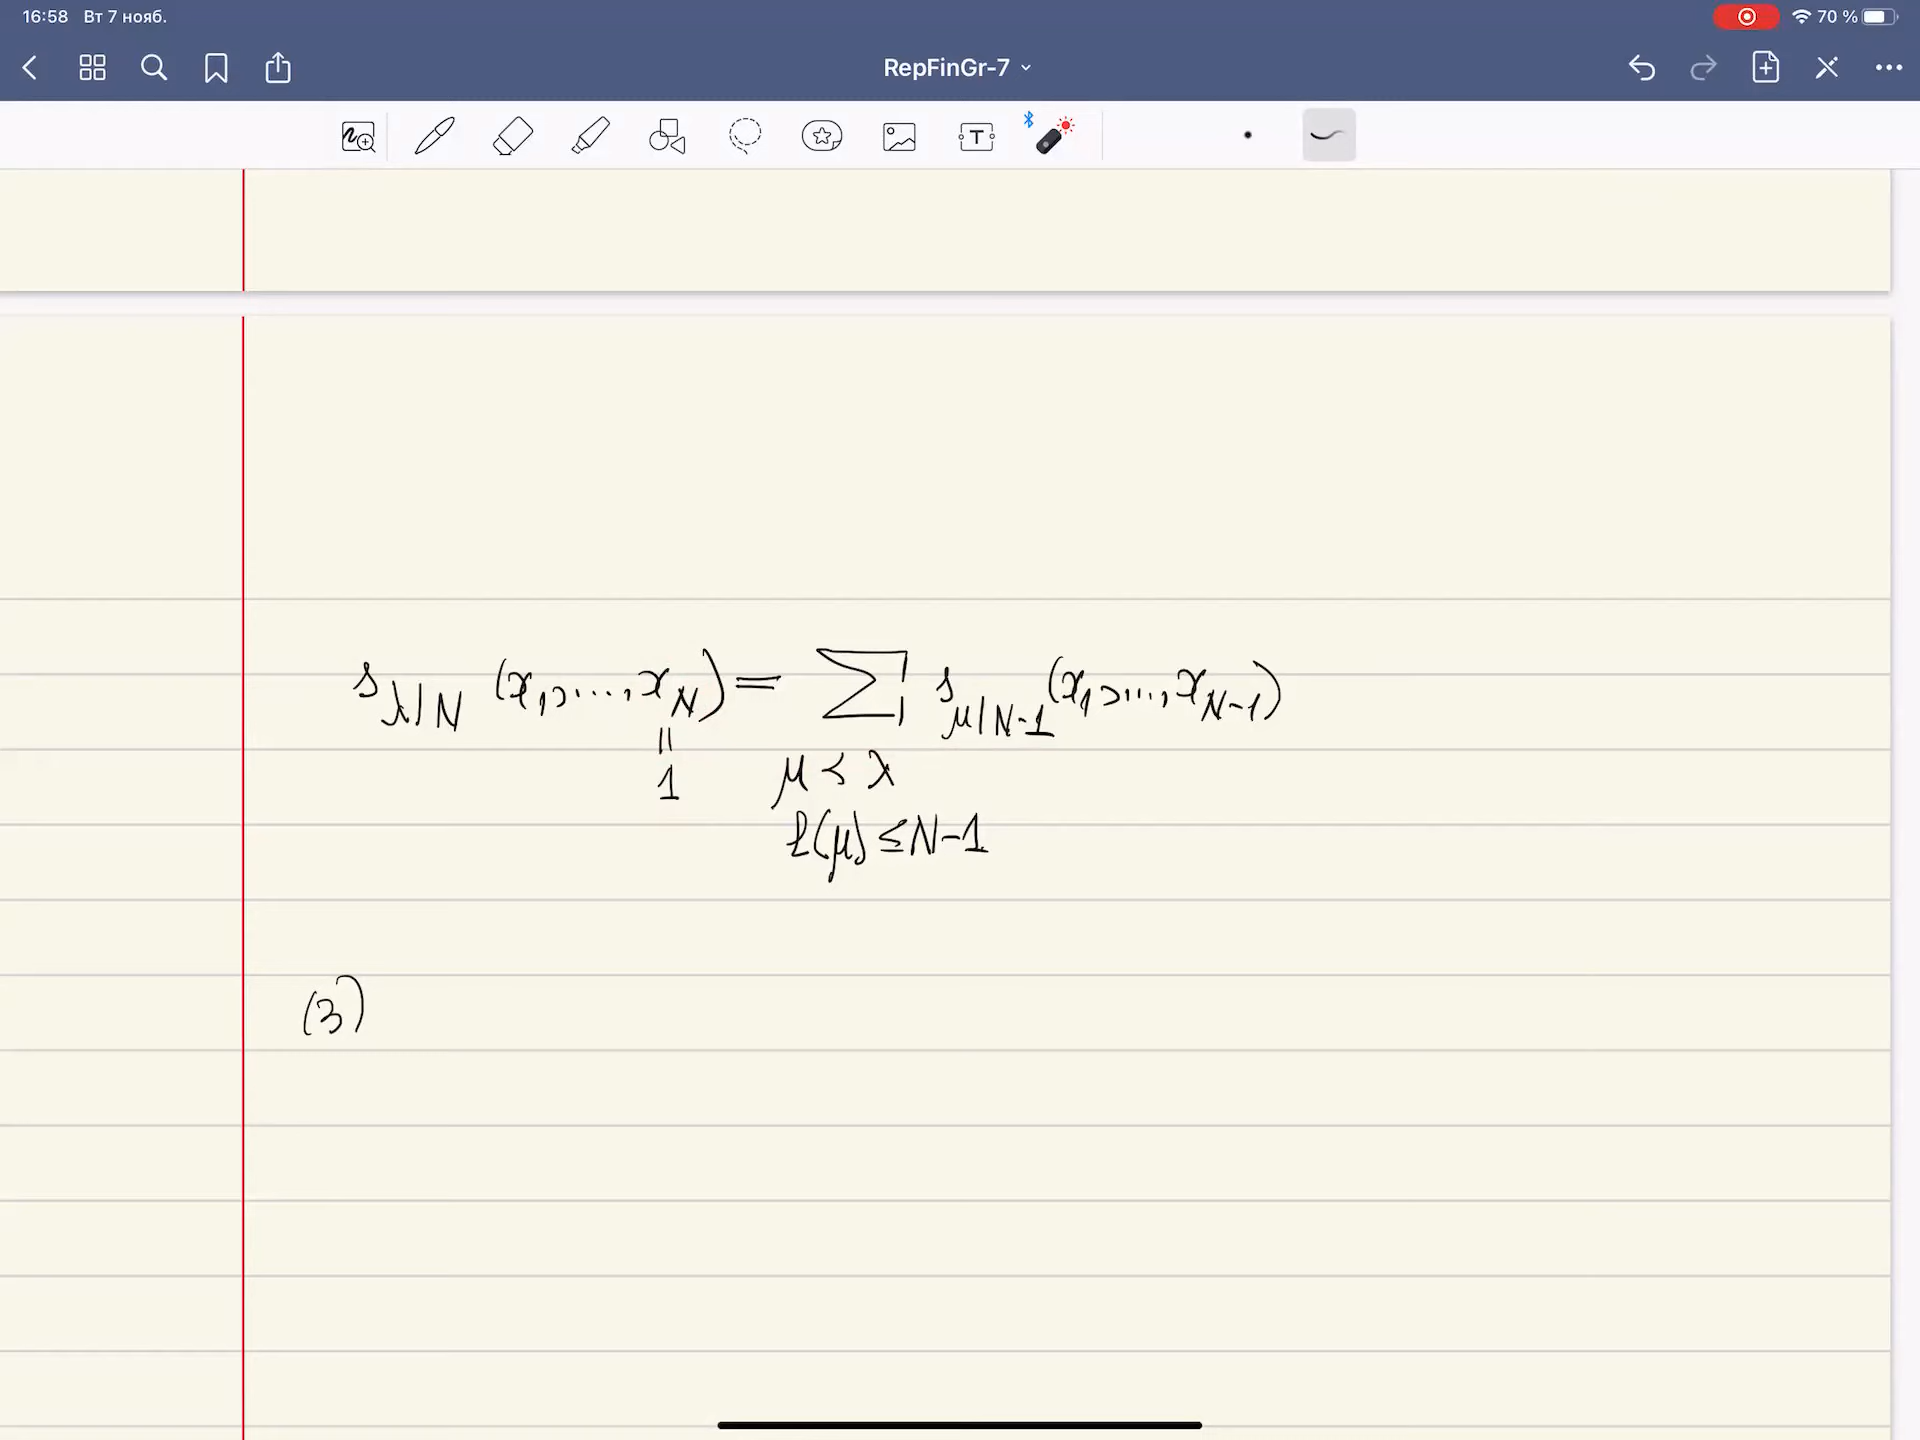 16:58 Вт 7 нояб.
70 %
RepFinGr-7
T
s_{λ|N} (x_1,...,x_N) = ∑ s_{μ|N-1} (x_1,...,x_{N-1})
||
1 μ ≺ λ
ℓ(μ) ≤ N-1
(3)